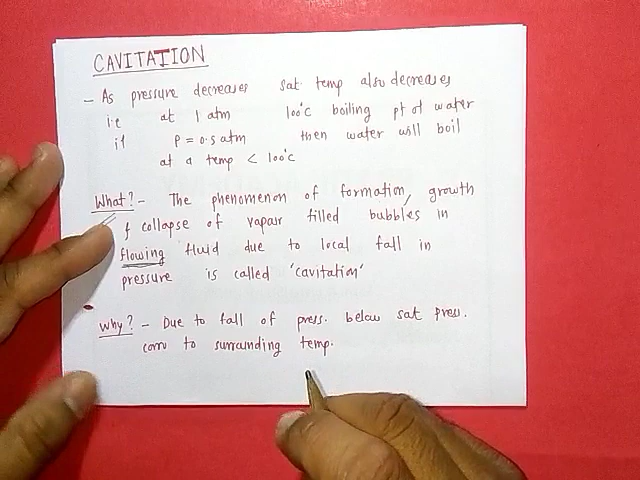 CAVITATION
- As pressure decreases sat temp also decreases
i.e at 1 atm 100°c boiling pt of water
if P = 0.5 atm then water will boil
at a temp < 100°c
What? - The phenomenon of formation, growth
& collapse of vapair filled bubbles in
flowing fluid due to local fall in
pressure is called 'cavitation'
Why? - Due to fall of press. below sat press.
corr to surrounding temp.